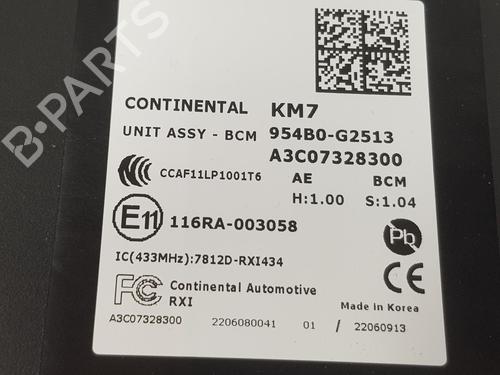 B-PARTS
CONTINENTAL KM7
UNIT ASSY - BCM 954B0-G2513
A3C07328300
CCAF11LP1001T6 AE BCM
H:1.00 S:1.04
E11 116RA-003058
Pb
IC(433MHz):7812D-RXI434
FC Continental Automotive
RXI
CE
Made in Korea
A3C07328300 2206080041 01 / 22060913